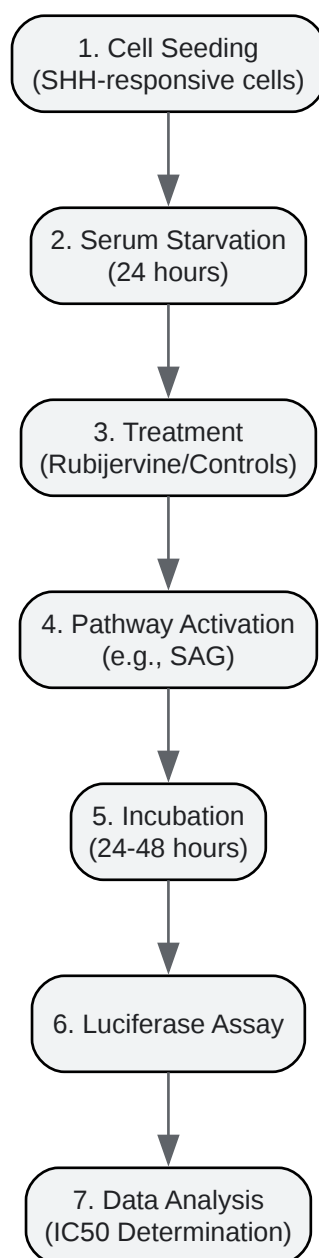 1. Cell Seeding
(SHH-responsive cells)
2. Serum Starvation
(24 hours)
3. Treatment
(Rubijervine/Controls)
4. Pathway Activation
(e.g., SAG)
5. Incubation
(24-48 hours)
6. Luciferase Assay
7. Data Analysis
(IC50 Determination)